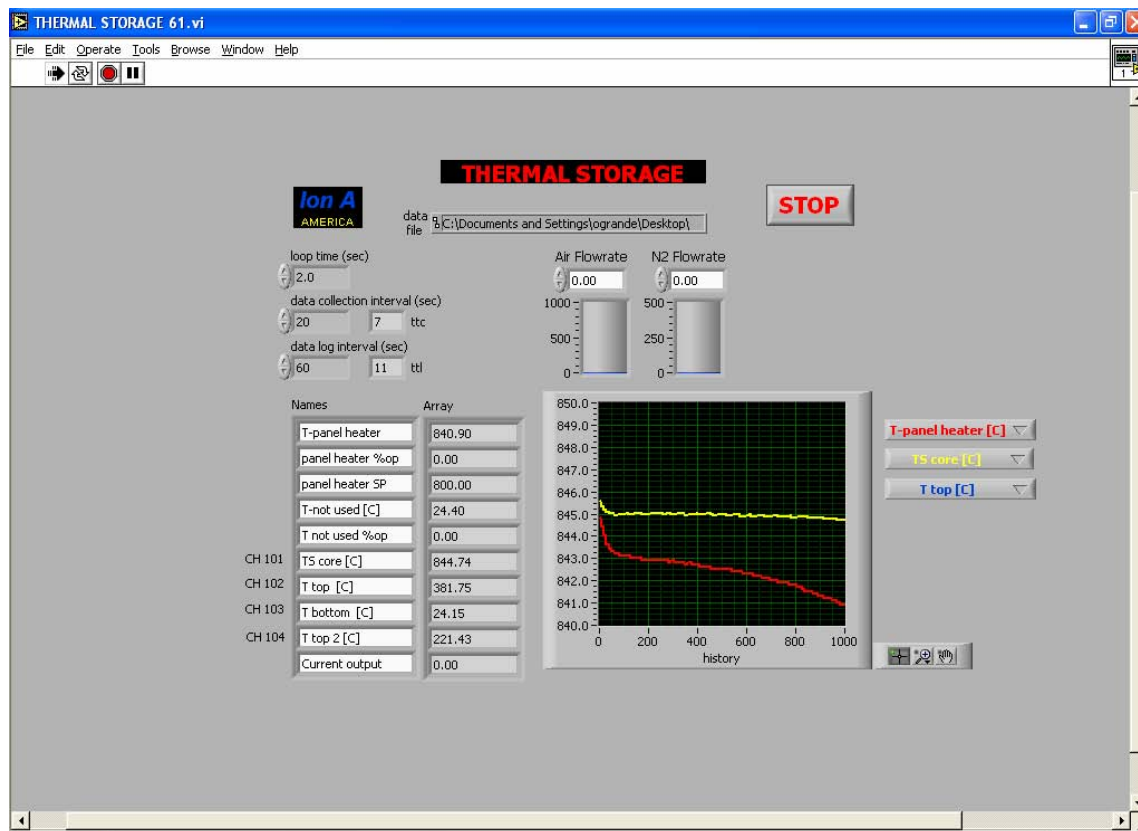 THERMAL STORAGE 61.vi
File Edit Operate Tools Browse Window Help
1
THERMAL STORAGE
Ion A
AMERICA
data file C:\Documents and Settings\ogrande\Desktop\
STOP
loop time (sec)
2.0
data collection interval (sec)
20 7 ttc
data log interval (sec)
60 11 ttl
Air Flowrate N2 Flowrate
0.00 0.00
1000 500
500 250
0 0
Names Array
T-panel heater 840.90
panel heater %op 0.00
panel heater SP 800.00
T-not used [C] 24.40
T not used %op 0.00
CH 101 TS core [C] 844.74
CH 102 T top [C] 381.75
CH 103 T bottom [C] 24.15
CH 104 T top 2 [C] 221.43
Current output 0.00
850.0
849.0
848.0
847.0
846.0
845.0
844.0
843.0
842.0
841.0
840.0
0 200 400 600 800 1000
history
T-panel heater [C]
TS core [C]
T top [C]